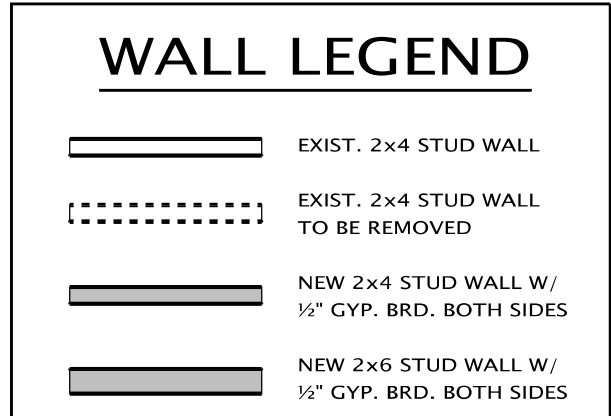 WALL LEGEND
EXIST. 2x4 STUD WALL
EXIST. 2x4 STUD WALL
TO BE REMOVED
NEW 2x4 STUD WALL W/
½" GYP. BRD. BOTH SIDES
NEW 2x6 STUD WALL W/
½" GYP. BRD. BOTH SIDES